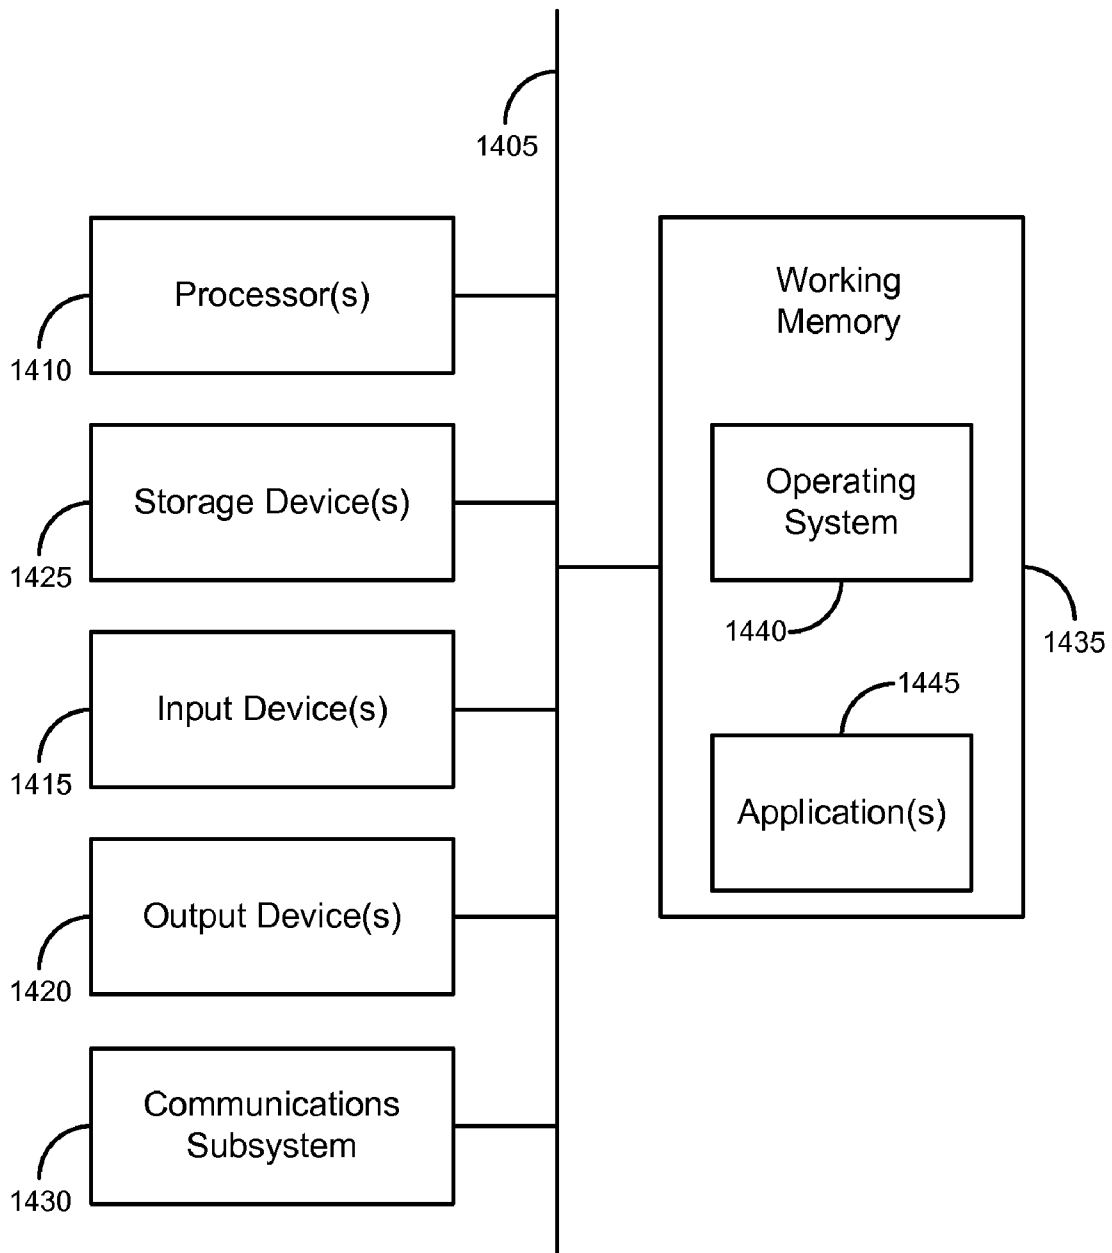 1405
Processor(s)
1410
Storage Device(s)
1425
Input Device(s)
1415
Output Device(s)
1420
Communications
Subsystem
1430
Working
Memory
Operating
System
1440
1435
1445
Application(s)